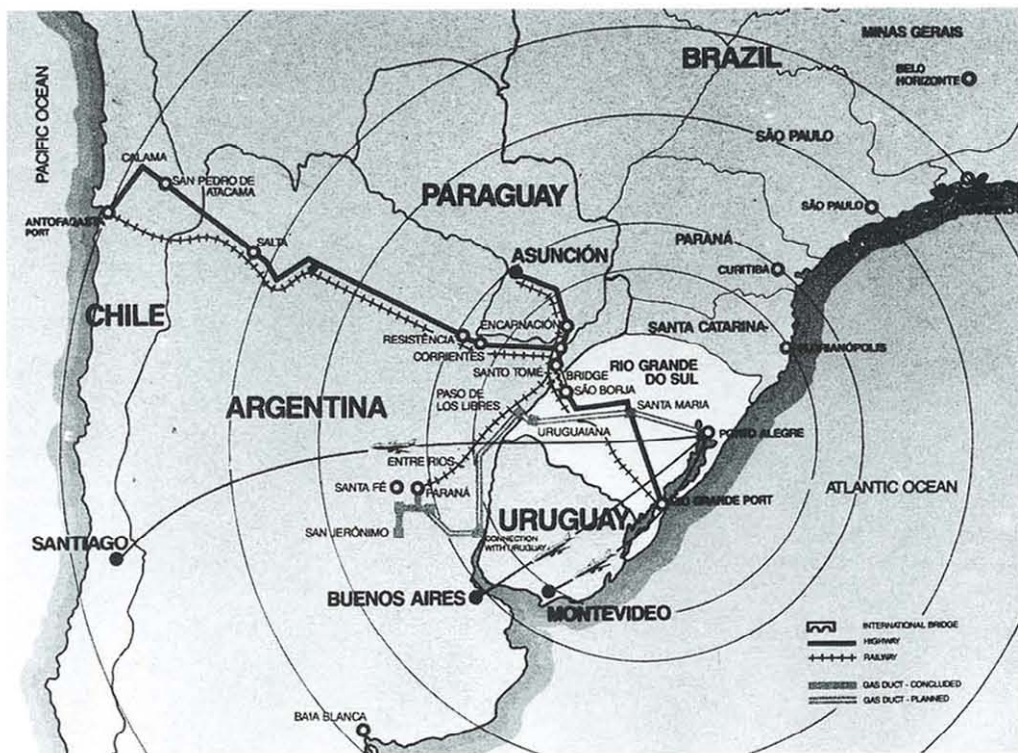 MINAS GERAIS
BRAZIL
BELO
HORIZONTE
PACIFIC OCEAN
SÃO PAULO
CALAMA
SAN PEDRO DE
ATACAMA
PARAGUAY
SÃO PAULO
ANTOFAGASTA
PORT
SALTA
ASUNCIÓN
PARANÁ
CURITIBA
CHILE
ENCARNACIÓN
SANTA CATARINA
RESISTÊNCIA
CORRIENTES
FLORIANÓPOLIS
SANTO TOMÉ
BRIDGE
RIO GRANDE
DO SUL
SÃO BORJA
ARGENTINA
PASO DE
LOS LIBRES
SANTA MARIA
URUGUAIANA
PORTO ALEGRE
ENTRE RIOS
SANTA FÉ
PARANÁ
ATLANTIC OCEAN
RIO GRANDE PORT
URUGUAY
SAN JERÓNIMO
CONNECTION
WITH URUGUAY
SANTIAGO
BUENOS AIRES
MONTEVIDEO
INTERNATIONAL BRIDGE
HIGHWAY
RAILWAY
GAS DUCT - CONCLUDED
GAS DUCT - PLANNED
BAIA BLANCA